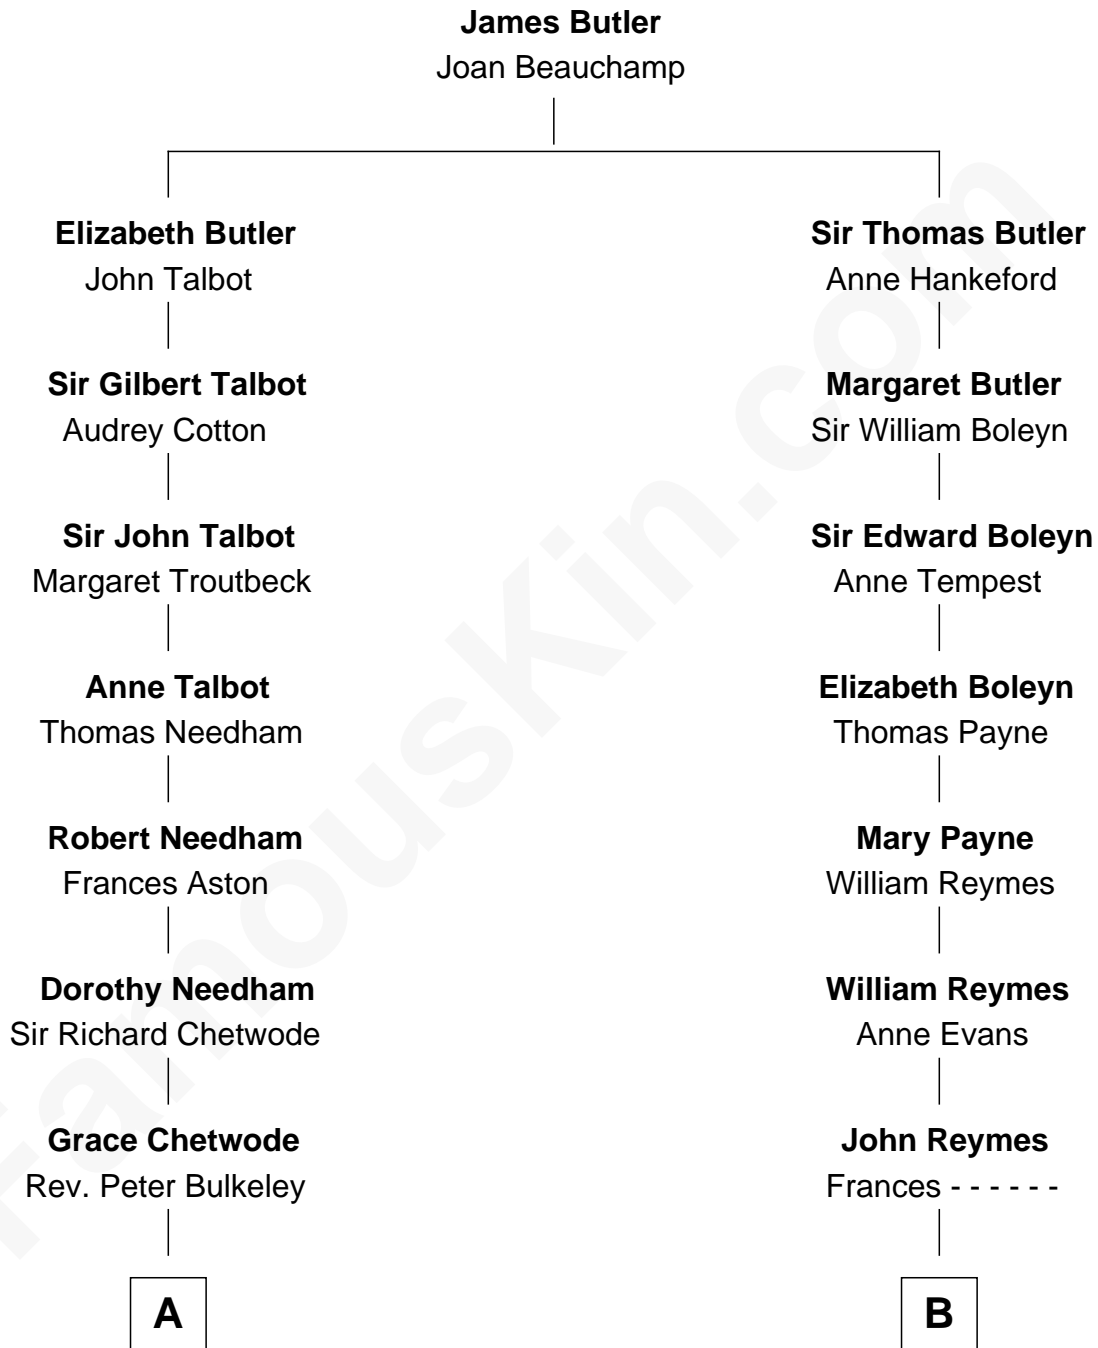 James Butler
Joan Beauchamp
Elizabeth Butler
John Talbot
Sir Gilbert Talbot
Audrey Cotton
Sir John Talbot
Margaret Troutbeck
Anne Talbot
Thomas Needham
Robert Needham
Frances Aston
Dorothy Needham
Sir Richard Chetwode
Grace Chetwode
Rev. Peter Bulkeley
A
Sir Thomas Butler
Anne Hankeford
Margaret Butler
Sir William Boleyn
Sir Edward Boleyn
Anne Tempest
Elizabeth Boleyn
Thomas Payne
Mary Payne
William Reymes
William Reymes
Anne Evans
John Reymes
Frances - - - - - -
B
FamousKin.com